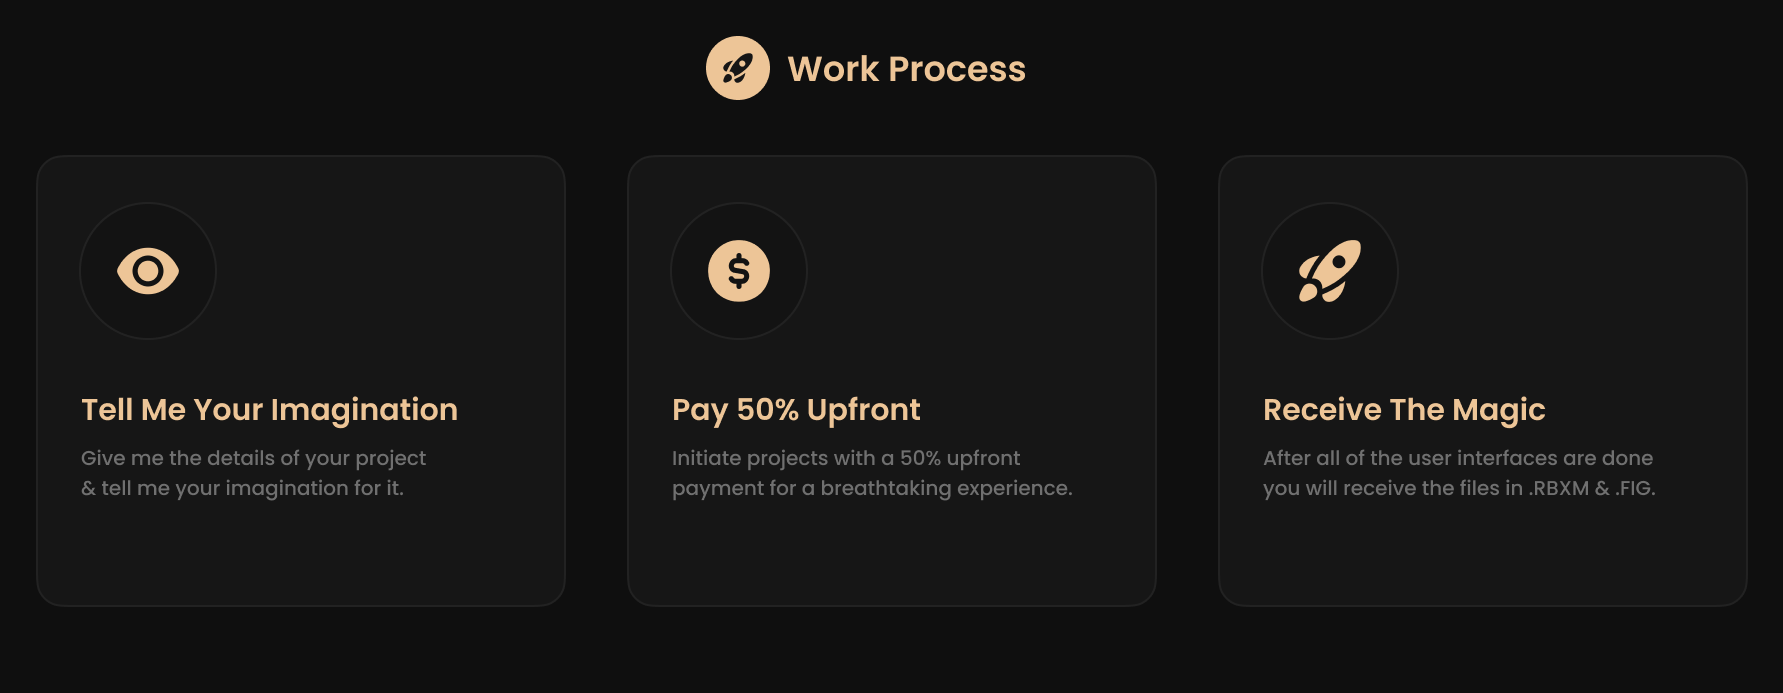 Work Process
Tell Me Your Imagination
Give me the details of your project
& tell me your imagination for it.
Pay 50% Upfront
Initiate projects with a 50% upfront
payment for a breathtaking experience.
Receive The Magic
After all of the user interfaces are done
you will receive the files in .RBXM & .FIG.